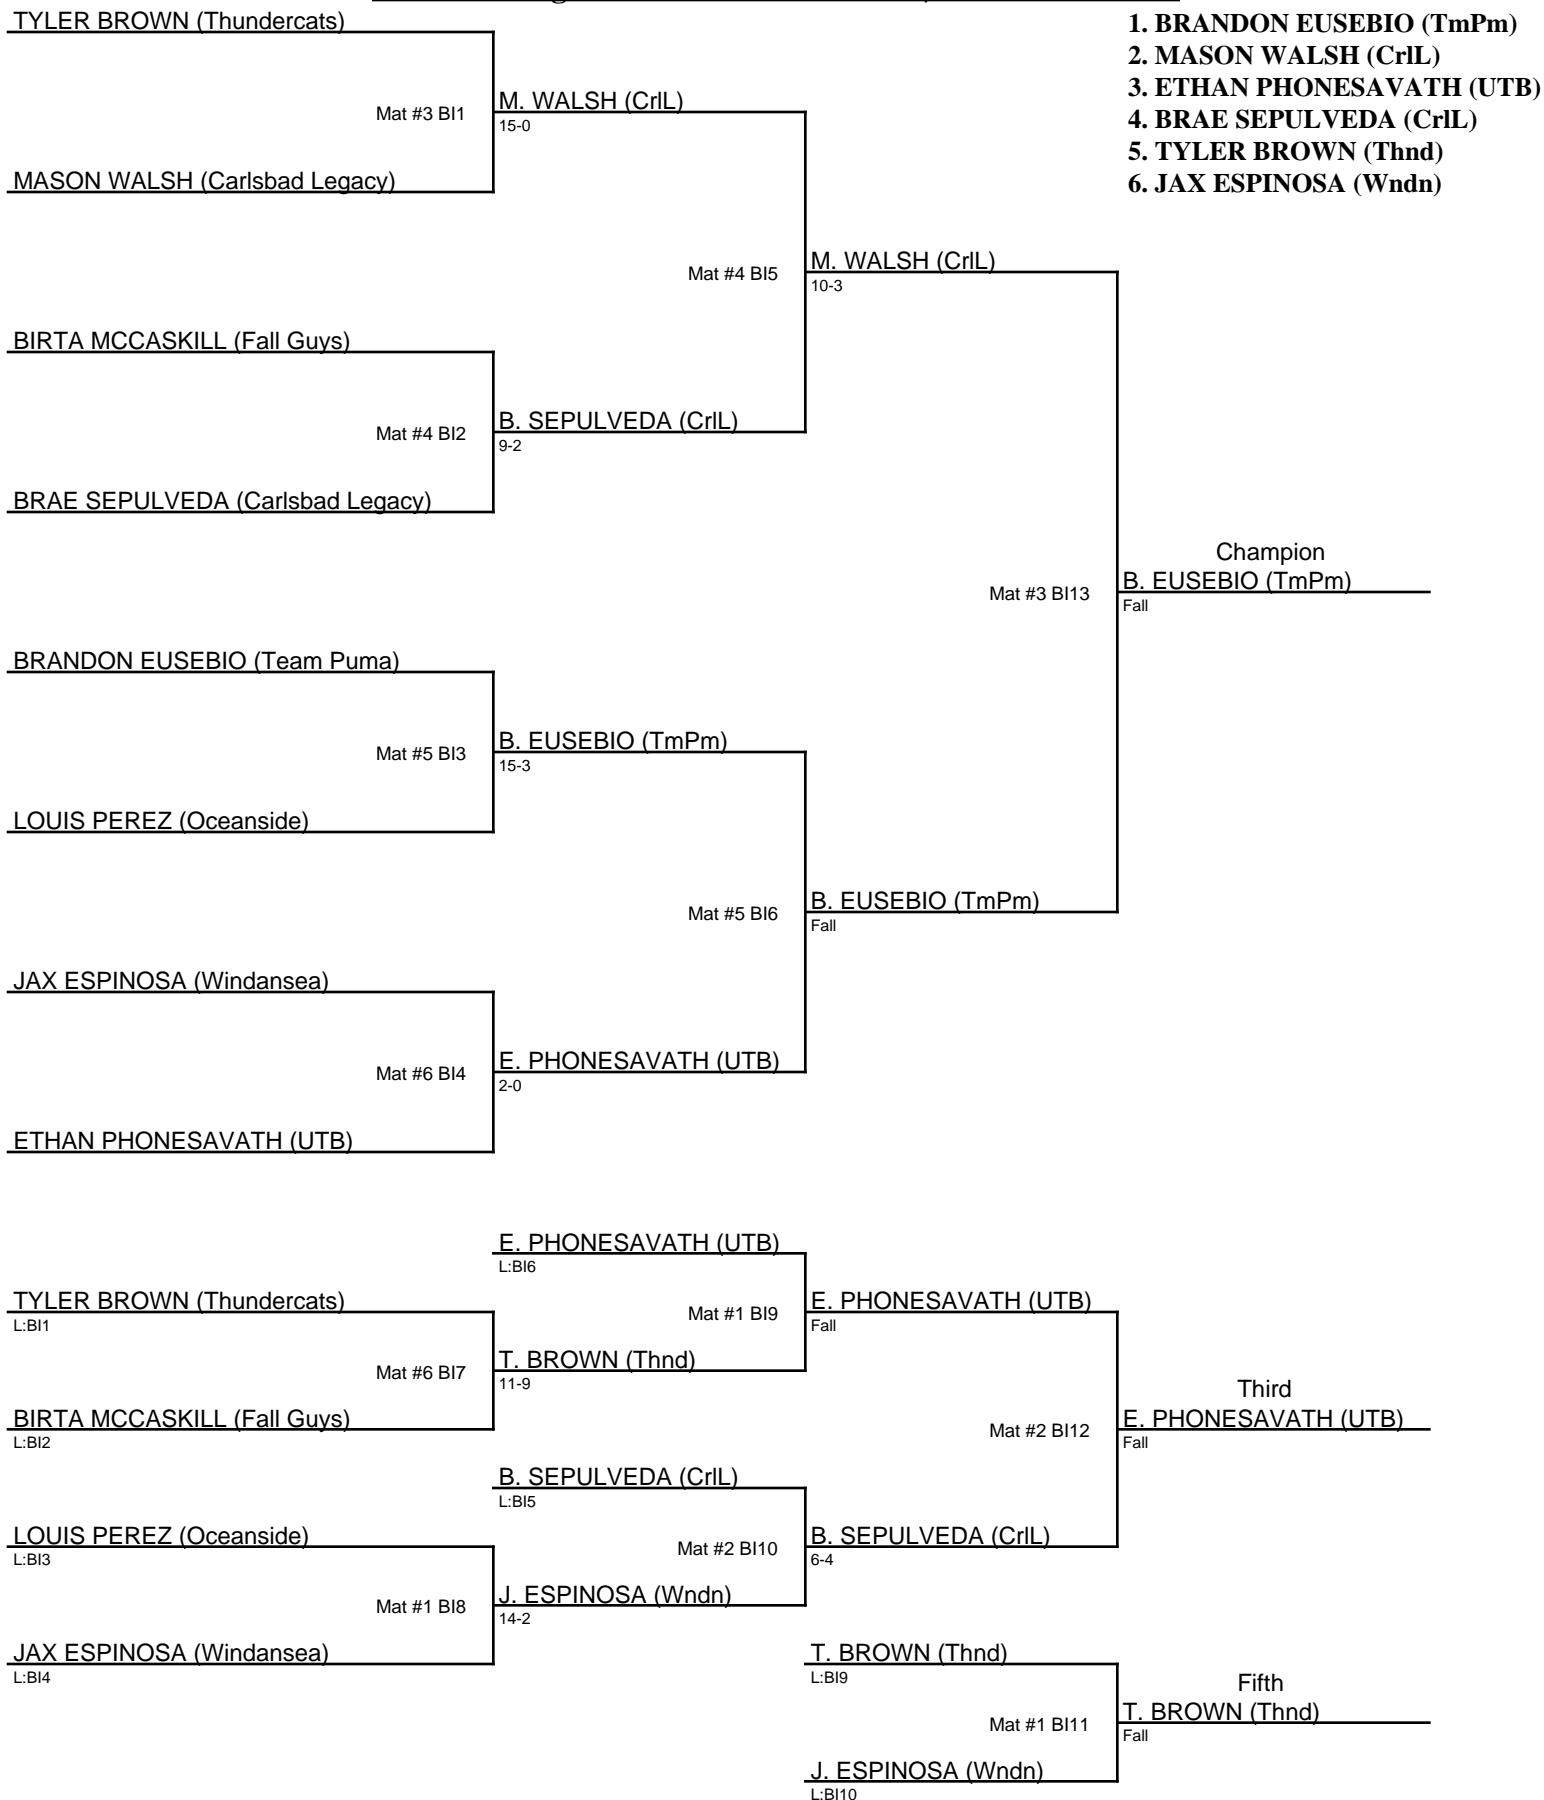 TYLER BROWN (Thundercats)
1. BRANDON EUSEBIO (TmPm)
2. MASON WALSH (CrlL)
3. ETHAN PHONESAVATH (UTB)
4. BRAE SEPULVEDA (CrlL)
5. TYLER BROWN (Thnd)
6. JAX ESPINOSA (Wndn)
Mat #3 BI1
M. WALSH (CrlL)
15-0
MASON WALSH (Carlsbad Legacy)
Mat #4 BI5
M. WALSH (CrlL)
10-3
BIRTA MCCASKILL (Fall Guys)
Mat #4 BI2
B. SEPULVEDA (CrlL)
9-2
BRAE SEPULVEDA (Carlsbad Legacy)
Champion
Mat #3 BI13
B. EUSEBIO (TmPm)
Fall
BRANDON EUSEBIO (Team Puma)
Mat #5 BI3
B. EUSEBIO (TmPm)
15-3
LOUIS PEREZ (Oceanside)
Mat #5 BI6
B. EUSEBIO (TmPm)
Fall
JAX ESPINOSA (Windansea)
Mat #6 BI4
E. PHONESAVATH (UTB)
2-0
ETHAN PHONESAVATH (UTB)
E. PHONESAVATH (UTB)
L:BI6
TYLER BROWN (Thundercats)
L:BI1
Mat #1 BI9
E. PHONESAVATH (UTB)
Fall
Mat #6 BI7
T. BROWN (Thnd)
11-9
BIRTA MCCASKILL (Fall Guys)
L:BI2
Third
Mat #2 BI12
E. PHONESAVATH (UTB)
Fall
B. SEPULVEDA (CrlL)
L:BI5
LOUIS PEREZ (Oceanside)
L:BI3
Mat #2 BI10
B. SEPULVEDA (CrlL)
6-4
Mat #1 BI8
J. ESPINOSA (Wndn)
14-2
JAX ESPINOSA (Windansea)
L:BI4
T. BROWN (Thnd)
L:BI9
Fifth
Mat #1 BI11
T. BROWN (Thnd)
Fall
J. ESPINOSA (Wndn)
L:BI10